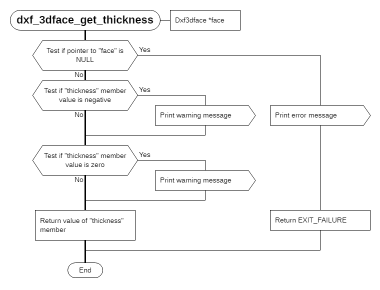 dxf_3dface_get_thickness
Dxf3dface *face
Test if pointer to "face" is
NULL
Yes
No
Test if "thickness" member
value is negative
Yes
No
Print warning message
Print error message
Test if "thickness" member
value is zero
Yes
No
Print warning message
Return value of "thickness"
member
Return EXIT_FAILURE
End